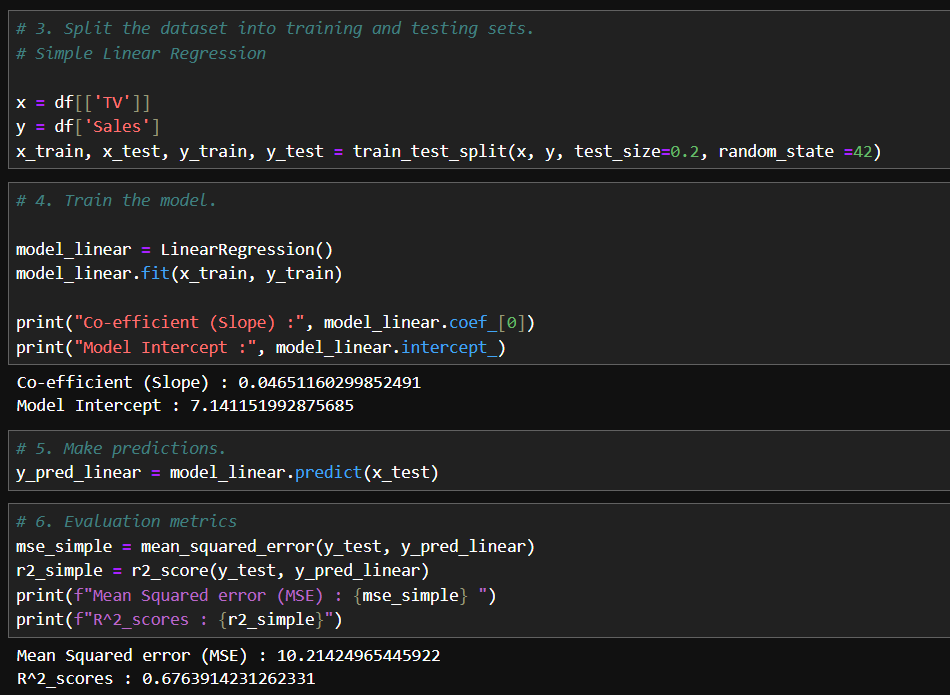 # 3. Split the dataset into training and testing sets.
# Simple Linear Regression
x = df[['TV']]
y = df['Sales']
x_train, x_test, y_train, y_test = train_test_split(x, y, test_size=0.2, random_state =42)
# 4. Train the model.
model_linear = LinearRegression()
model_linear.fit(x_train, y_train)
print("Co-efficient (Slope) :", model_linear.coef_[0])
print("Model Intercept :", model_linear.intercept_)
Co-efficient (Slope) : 0.04651160299852491
Model Intercept : 7.141151992875685
# 5. Make predictions.
y_pred_linear = model_linear.predict(x_test)
# 6. Evaluation metrics
mse_simple = mean_squared_error(y_test, y_pred_linear)
r2_simple = r2_score(y_test, y_pred_linear)
print(f"Mean Squared error (MSE) : {mse_simple} ")
print(f"R^2_scores : {r2_simple}")
Mean Squared error (MSE) : 10.21424965445922
R^2_scores : 0.6763914231262331